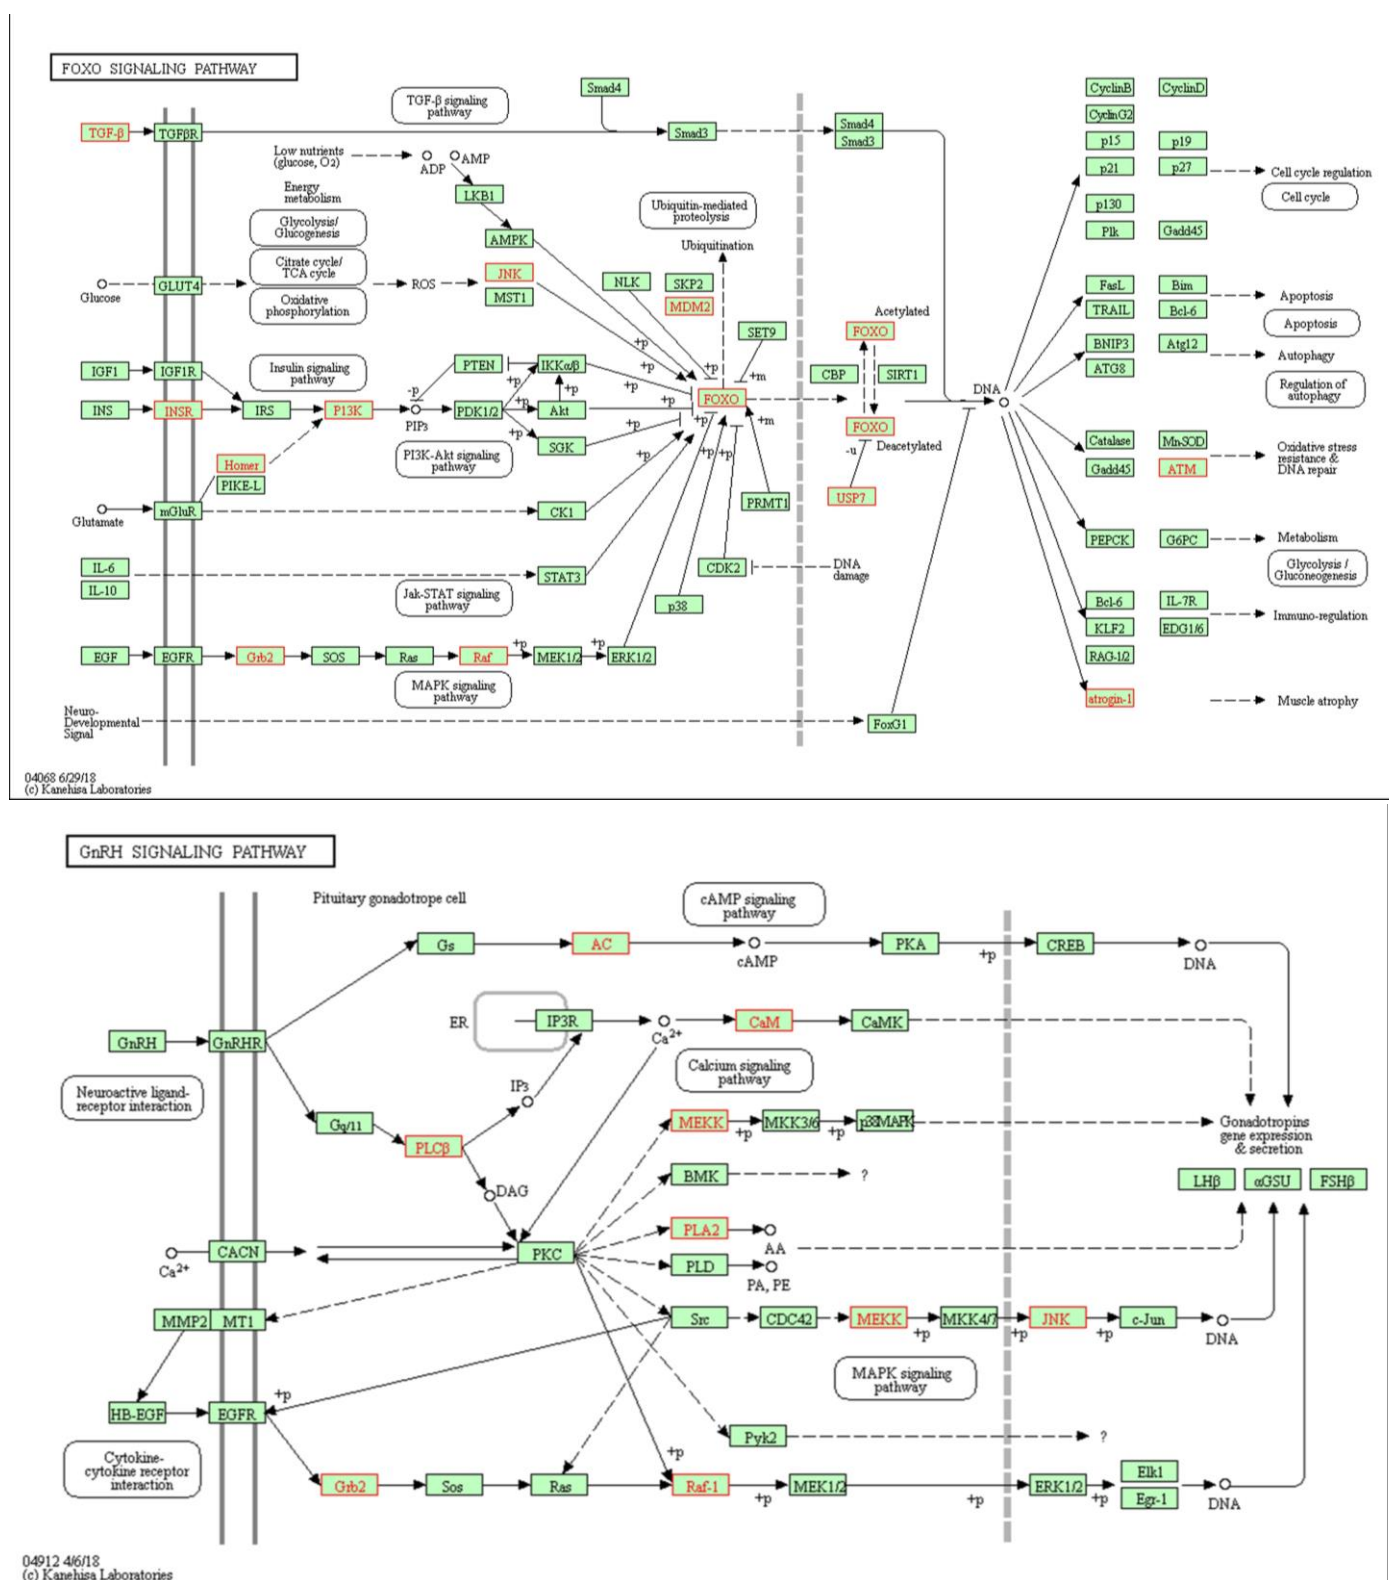 FOXO SIGNALING PATHWAY
TGF-β
TGFβR
TGF-β signaling
pathway
Smad4
Smad3
Smad4
Smad3
Low nutrients
(glucose, O2)
ADP
AMP
LKB1
AMPK
Energy
metabolism
Glycolysis/
Glucogenesis
Citrate cycle/
TCA cycle
Oxidative
phosphorylation
Glucose
GLUT4
ROS
JNK
MST1
NLK
SKP2
MDM2
Ubiquitin-mediated
proteolysis
Ubiquitination
SET9
IGF1
IGF1R
Insulin signaling
pathway
INS
INSR
IRS
P13K
PIP3
-p
PTEN
IKKα/β
PDK1/2
Akt
SGK
+p
+p
+p
+p
PI3K-Akt signaling
pathway
+p
+p
+p
+p
+p
+p
+p
+p
+p
+p
+m
+m
FOXO
Homer
PIKE-L
Glutamate
mGluR
CK1
PRMT1
IL-6
IL-10
STAT3
Jak-STAT signaling
pathway
CDK2
DNA
damage
p38
EGF
EGFR
Grb2
SOS
Ras
Raf
+p
MEK1/2
+p
ERK1/2
MAPK signaling
pathway
Neuro-
Developmental
Signal
FoxG1
Acetylated
FOXO
CBP
SIRT1
FOXO
Deacetylated
-u
USP7
DNA
CyclinB
CyclinD
CyclinG2
p15
p19
p21
p27
p130
Plk
Gadd45
Cell cycle regulation
Cell cycle
FasL
Bim
TRAIL
Bcl-6
Apoptosis
Apoptosis
BNIP3
Atg12
ATG8
Autophagy
Regulation of
autophagy
Catalase
Mn-SOD
Gadd45
ATM
Oxidative stress
resistance &
DNA repair
PEPCK
G6PC
Metabolism
Glycolysis /
Gluconeogenesis
Bcl-6
IL-7R
KLF2
EDG1/6
RAG-1/2
Immuno-regulation
atrogin-1
Muscle atrophy
04068 6/29/18
(c) Kanehisa Laboratories
GnRH SIGNALING PATHWAY
Pituitary gonadotrope cell
cAMP signaling
pathway
Gs
AC
cAMP
PKA
+p
CREB
DNA
ER
IP3R
Ca2+
CaM
CaMK
Calcium signaling
pathway
GnRH
GnRHR
Neuroactive ligand-
receptor interaction
IP3
Gq/11
PLCβ
DAG
MEKK
+p
MKK3/6
+p
p38MAPK
Gonadotropins
gene expression
& secretion
BMK
?
LHβ
αGSU
FSHβ
PLA2
AA
Ca2+
CACN
PKC
PLD
PA, PE
MMP2
MT1
Src
CDC42
MEKK
+p
MKK4/7
+p
JNK
+p
c-Jun
DNA
MAPK signaling
pathway
HB-EGF
+p
EGFR
Pyk2
?
Cytokine-
cytokine receptor
interaction
Grb2
Sos
Ras
+p
Raf-1
+p
MEK1/2
+p
ERK1/2
+p
Elk1
Egr-1
DNA
04912 4/6/18
(c) Kanehisa Laboratories